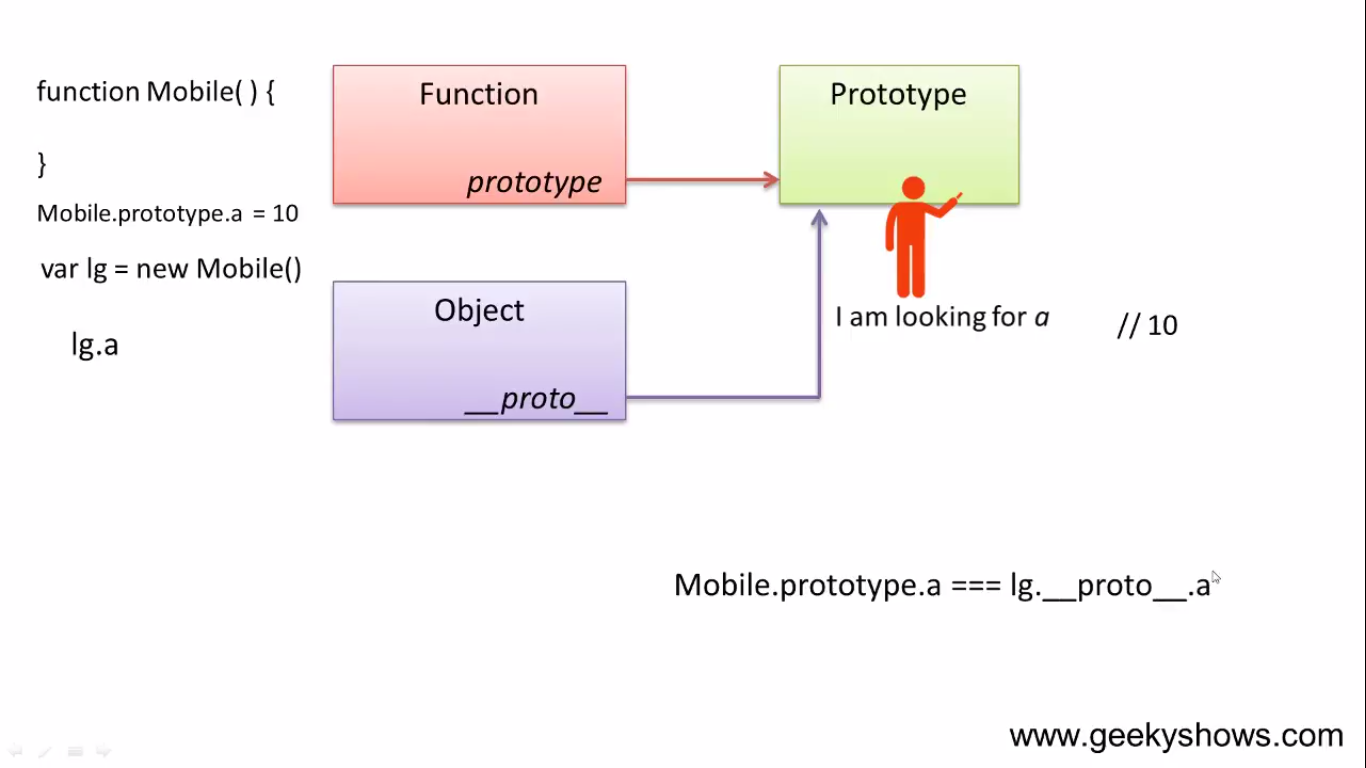 function Mobile( ) {
}
Mobile.prototype.a = 10
var lg = new Mobile()
lg.a
Function
prototype
Prototype
Object
__proto__
I am looking for a
// 10
Mobile.prototype.a === lg.__proto__.a
www.geekyshows.com